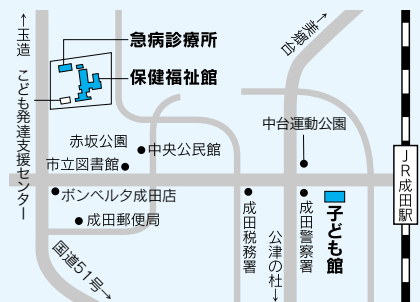 ←玉造
急病診療所
保健福祉館
こども発達支援センター
→美郷台
赤坂公園
中央公民館
市立図書館
中台運動公園
JR成田駅
ボンベルタ成田店
成田郵便局
成田税務署
公津の杜→
成田警察署
子ども館
国道51号→